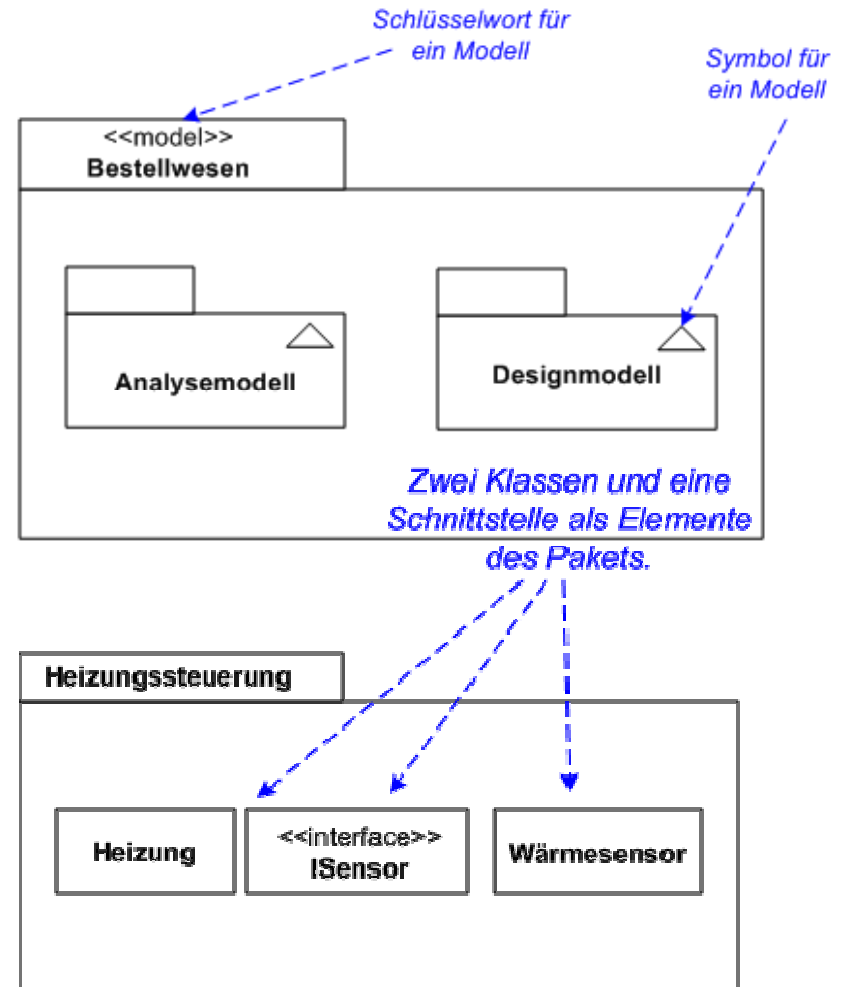 Schlüsselwort für
ein Modell
Symbol für
ein Modell
<<model>>
Bestellwesen
Analysemodell
Designmodell
Zwei Klassen und eine
Schnittstelle als Elemente
des Pakets.
Heizungssteuerung
Heizung
<<interface>>
ISensor
Wärmesensor